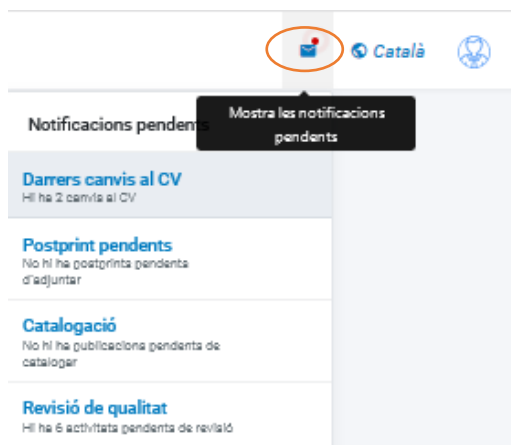 Català
Mostra les notificacions
pendents
Notificacions pendents
Darrers canvis al CV
Hi ha 2 canvis al CV
Postprint pendents
No hi ha postprints pendents
d'adjuntar
Catalogació
No hi ha publicacions pendents de
catalogar
Revisió de qualitat
Hi ha 6 activitats pendents de revisió